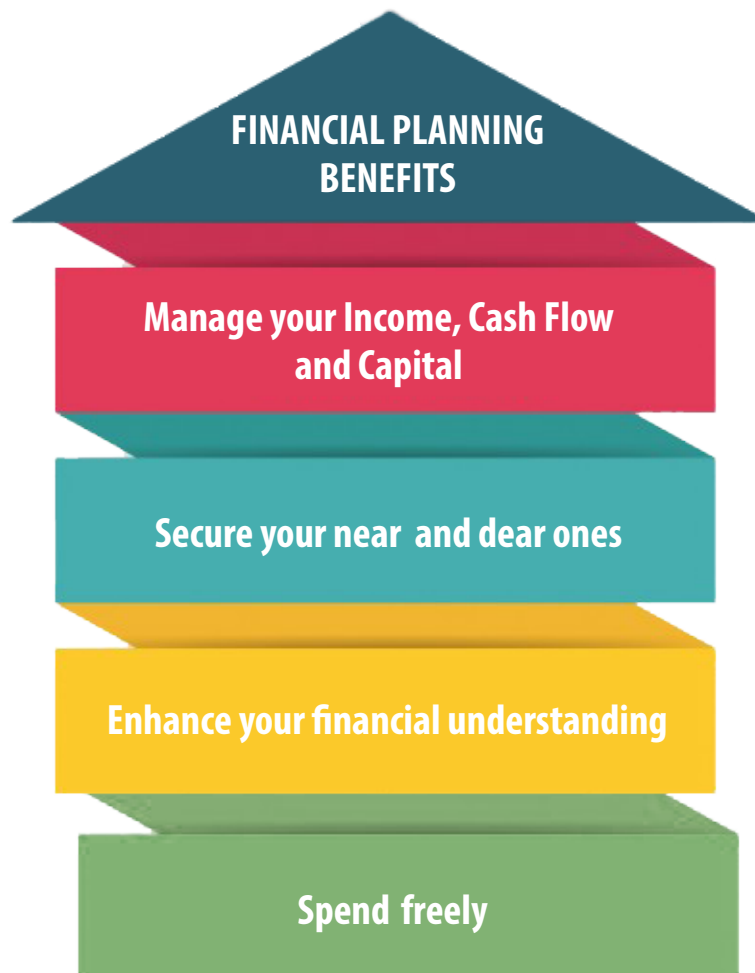 FINANCIAL PLANNING
BENEFITS
Manage your Income, Cash Flow
and Capital
Secure your near and dear ones
Enhance your financial understanding
Spend freely